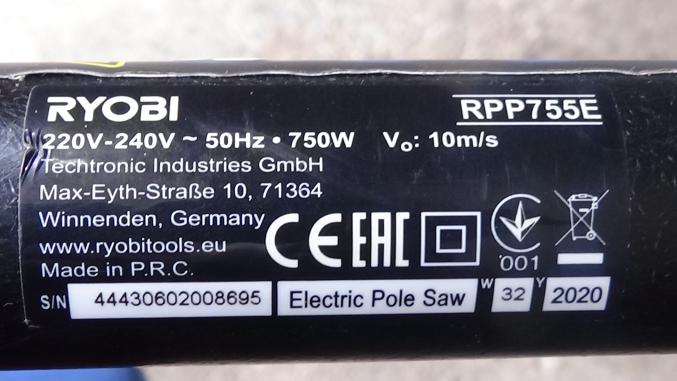 RYOBI RPP755E
220V-240V ~ 50Hz • 750W Vo: 10m/s
Techtronic Industries GmbH
Max-Eyth-Straße 10, 71364
Winnenden, Germany
www.ryobitools.eu
Made in P.R.C.
CE EAC
001
S/N 44430602008695 Electric Pole Saw W 32 Y 2020